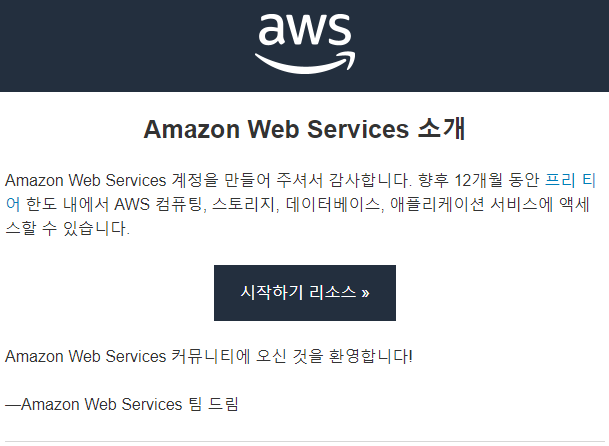 aws
Amazon Web Services 소개
Amazon Web Services 계정을 만들어 주셔서 감사합니다. 향후 12개월 동안 프리 티
어 한도 내에서 AWS 컴퓨팅, 스토리지, 데이터베이스, 애플리케이션 서비스에 액세
스할 수 있습니다.
시작하기 리소스 »
Amazon Web Services 커뮤니티에 오신 것을 환영합니다!
—Amazon Web Services 팀 드림